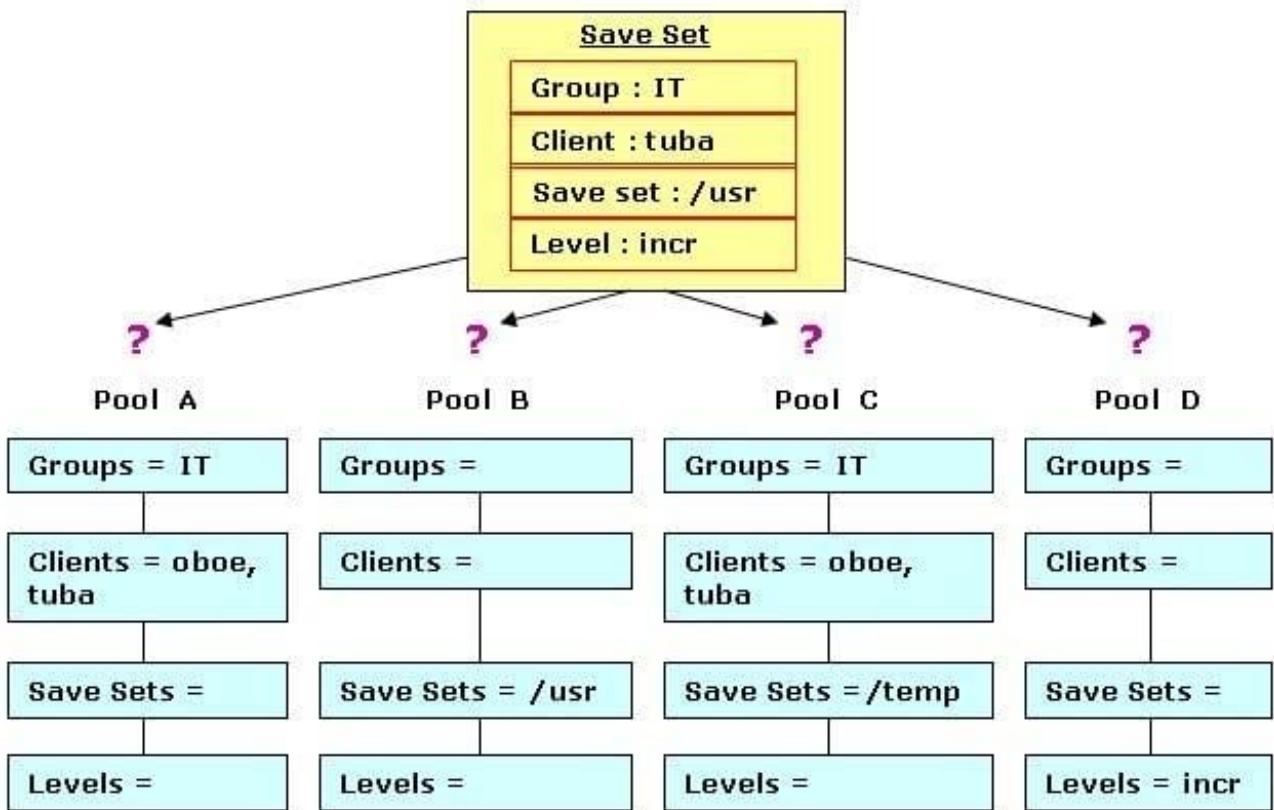 Save Set
Group : IT
Client : tuba
Save set : /usr
Level : incr
? ? ? ?
Pool A Pool B Pool C Pool D
Groups = IT
Groups =
Groups = IT
Groups =
Clients = oboe,
tuba
Clients =
Clients = oboe,
tuba
Clients =
Save Sets =
Save Sets = /usr
Save Sets =/temp
Save Sets =
Levels =
Levels =
Levels =
Levels = incr